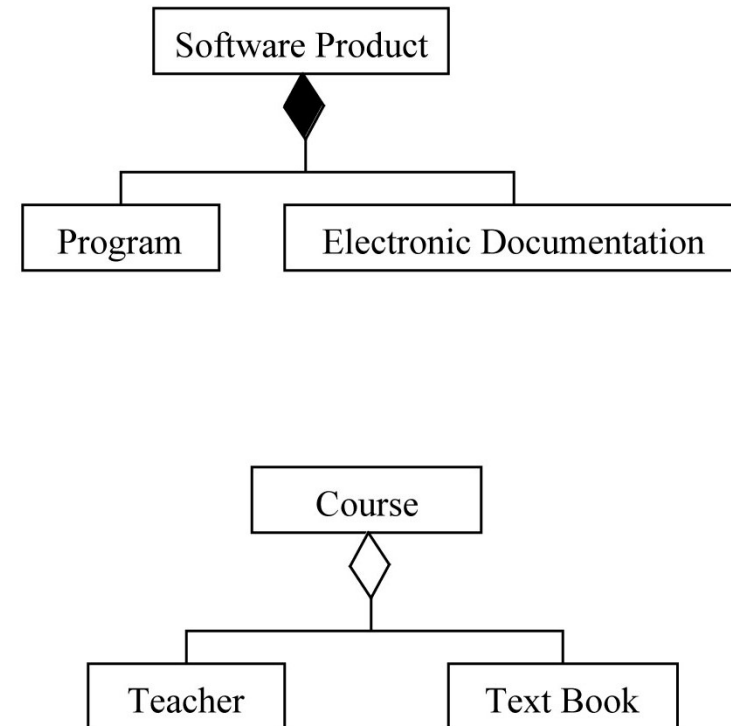 Software Product
Program
Electronic Documentation
Course
Teacher
Text Book